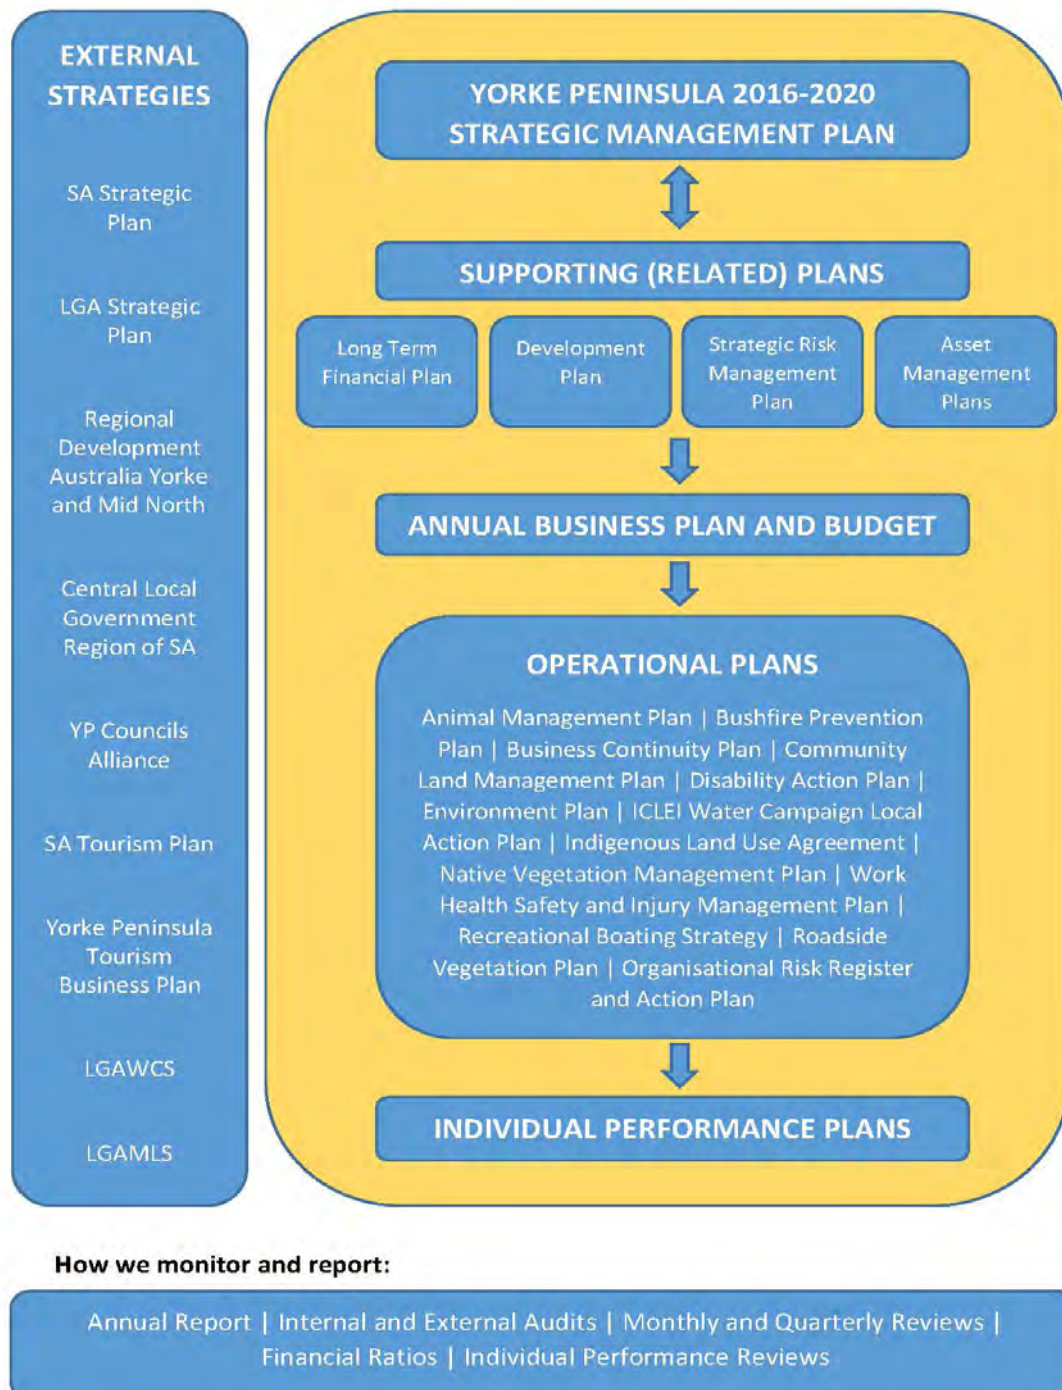 EXTERNAL
STRATEGIES
SA Strategic
Plan
LGA Strategic
Plan
Regional
Development
Australia Yorke
and Mid North
Central Local
Government
Region of SA
YP Councils
Alliance
SA Tourism Plan
Yorke Peninsula
Tourism
Business Plan
LGAWCS
LGAMLS
YORKE PENINSULA 2016-2020
STRATEGIC MANAGEMENT PLAN
SUPPORTING (RELATED) PLANS
Long Term
Financial Plan
Development
Plan
Strategic Risk
Management
Plan
Asset
Management
Plans
ANNUAL BUSINESS PLAN AND BUDGET
OPERATIONAL PLANS
Animal Management Plan | Bushfire Prevention
Plan | Business Continuity Plan | Community
Land Management Plan | Disability Action Plan |
Environment Plan | ICLEI Water Campaign Local
Action Plan | Indigenous Land Use Agreement |
Native Vegetation Management Plan | Work
Health Safety and Injury Management Plan |
Recreational Boating Strategy | Roadside
Vegetation Plan | Organisational Risk Register
and Action Plan
INDIVIDUAL PERFORMANCE PLANS
How we monitor and report:
Annual Report | Internal and External Audits | Monthly and Quarterly Reviews |
Financial Ratios | Individual Performance Reviews